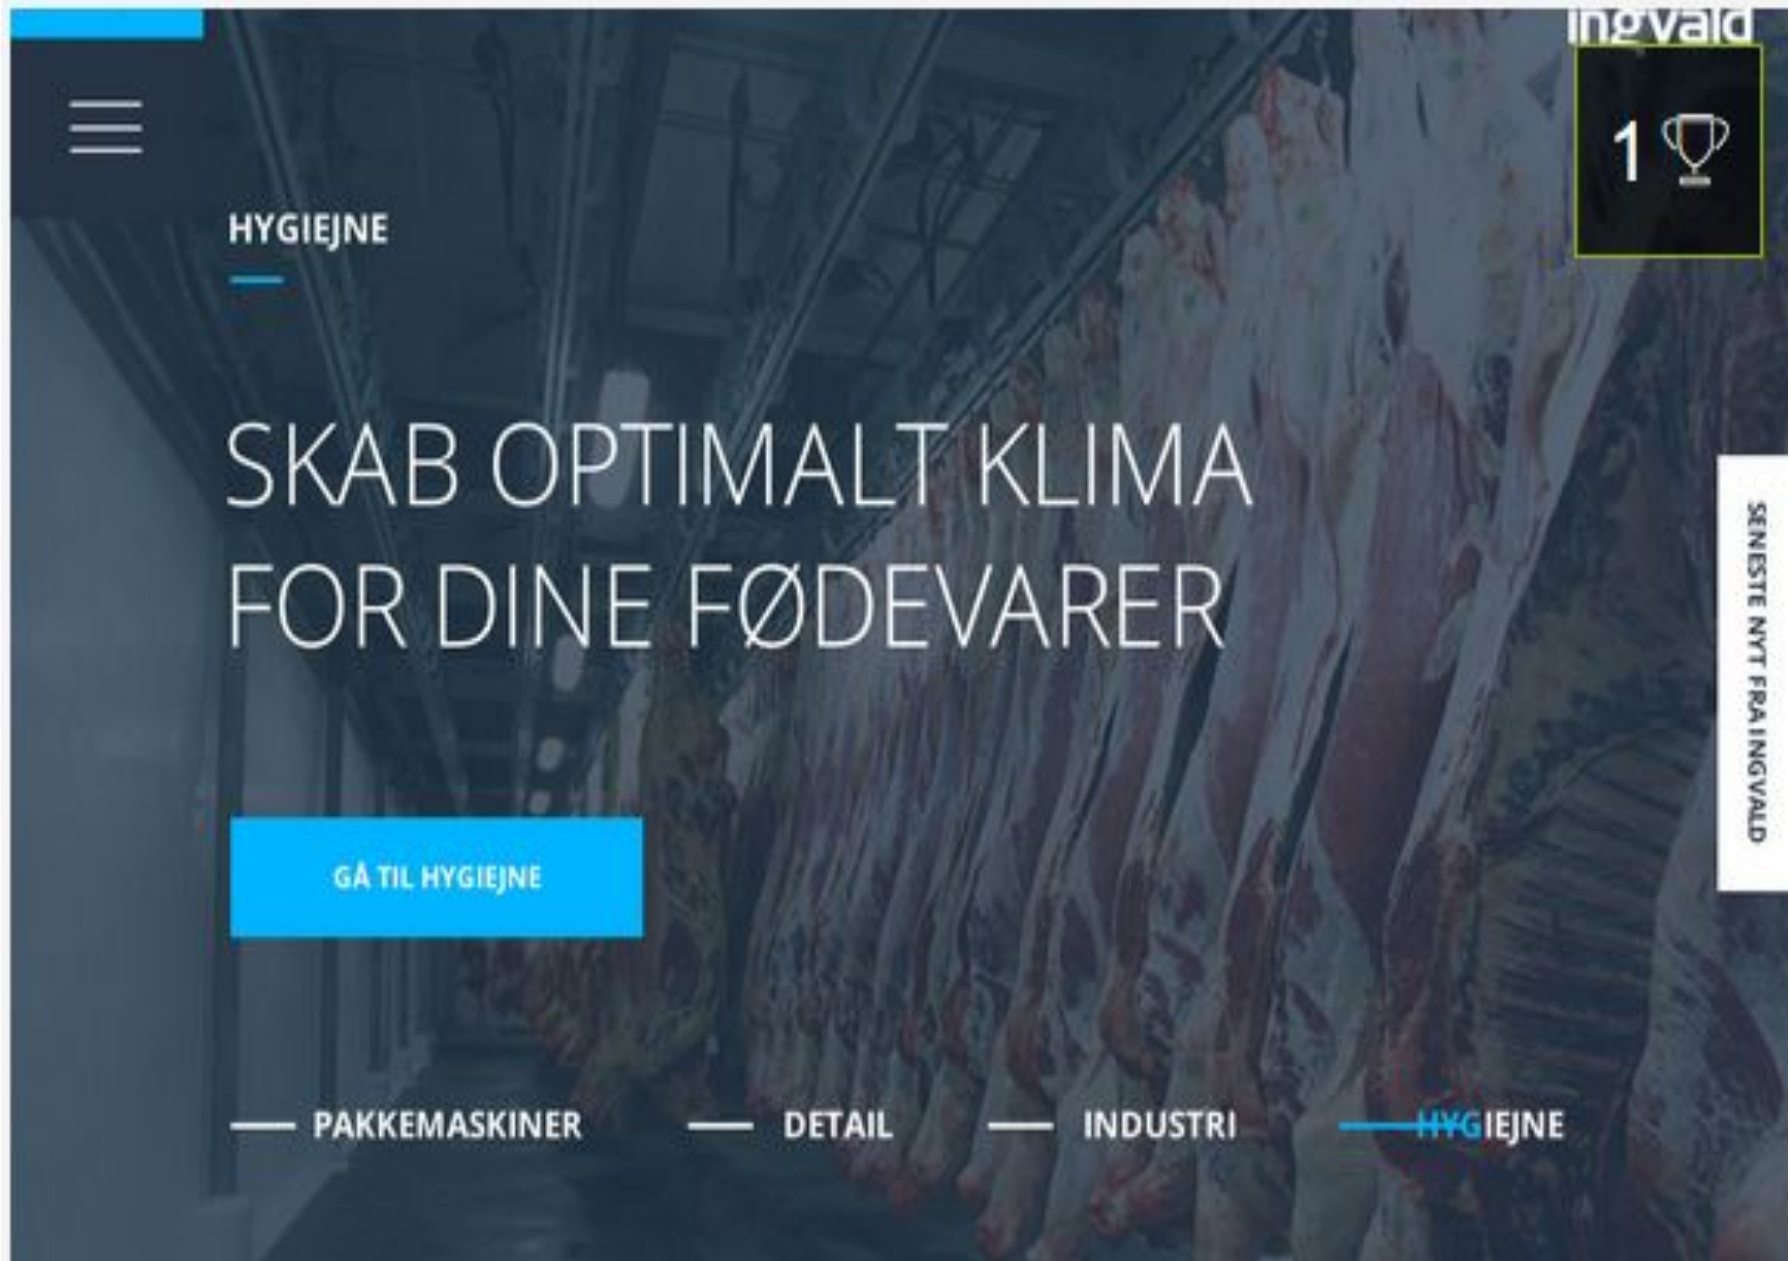 Ingvald
1
HYGIEJNE
SKAB OPTIMALT KLIMA
FOR DINE FØDEVARER
SENESTE NYT FRA INGVALD
GÅ TIL HYGIEJNE
PAKKEMASKINER DETAIL INDUSTRI HYGIEJNE